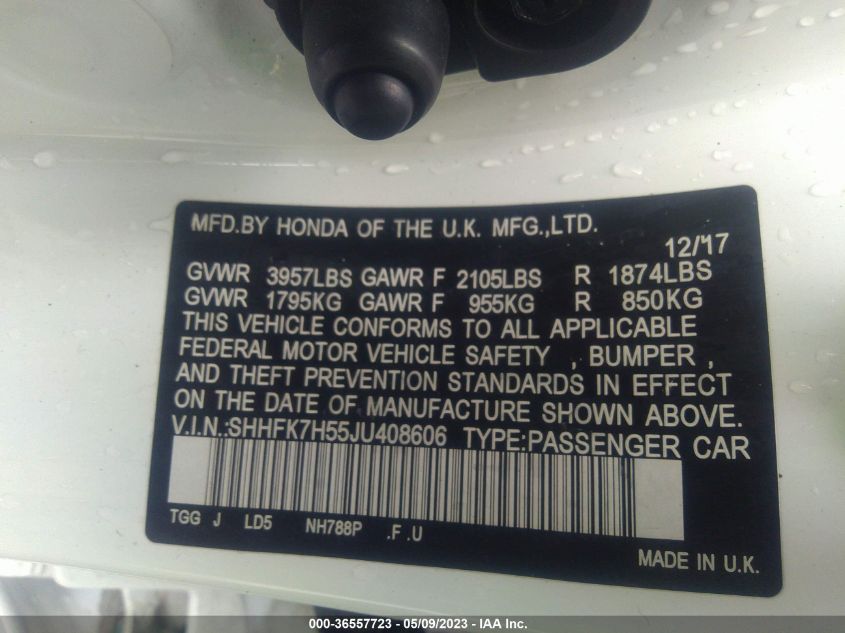 MFD.BY HONDA OF THE U.K. MFG.,LTD.
12/17
GVWR 3957LBS GAWR F 2105LBS R 1874LBS
GVWR 1795KG GAWR F 955KG R 850KG
THIS VEHICLE CONFORMS TO ALL APPLICABLE
FEDERAL MOTOR VEHICLE SAFETY , BUMPER ,
AND THEFT PREVENTION STANDARDS IN EFFECT
ON THE DATE OF MANUFACTURE SHOWN ABOVE.
V.I.N.:SHHFK7H55JU408606 TYPE:PASSENGER CAR
TGG J LD5 NH788P .F .U
MADE IN U.K.
000-36557723 - 05/09/2023 - IAA Inc.